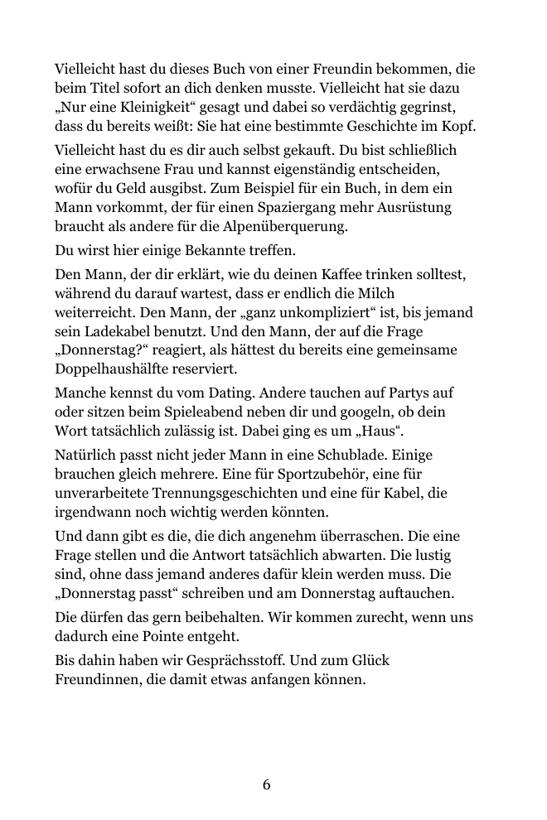 Vielleicht hast du dieses Buch von einer Freundin bekommen, die
beim Titel sofort an dich denken musste. Vielleicht hat sie dazu
„Nur eine Kleinigkeit“ gesagt und dabei so verdächtig gegrinst,
dass du bereits weißt: Sie hat eine bestimmte Geschichte im Kopf.
Vielleicht hast du es dir auch selbst gekauft. Du bist schließlich
eine erwachsene Frau und kannst eigenständig entscheiden,
wofür du Geld ausgibst. Zum Beispiel für ein Buch, in dem ein
Mann vorkommt, der für einen Spaziergang mehr Ausrüstung
braucht als andere für die Alpenüberquerung.
Du wirst hier einige Bekannte treffen.
Den Mann, der dir erklärt, wie du deinen Kaffee trinken solltest,
während du darauf wartest, dass er endlich die Milch
weiterreicht. Den Mann, der „ganz unkompliziert“ ist, bis jemand
sein Ladekabel benutzt. Und den Mann, der auf die Frage
„Donnerstag?“ reagiert, als hättest du bereits eine gemeinsame
Doppelhaushälfte reserviert.
Manche kennst du vom Dating. Andere tauchen auf Partys auf
oder sitzen beim Spieleabend neben dir und googeln, ob dein
Wort tatsächlich zulässig ist. Dabei ging es um „Haus“.
Natürlich passt nicht jeder Mann in eine Schublade. Einige
brauchen gleich mehrere. Eine für Sportzubehör, eine für
unverarbeitete Trennungsgeschichten und eine für Kabel, die
irgendwann noch wichtig werden könnten.
Und dann gibt es die, die dich angenehm überraschen. Die eine
Frage stellen und die Antwort tatsächlich abwarten. Die lustig
sind, ohne dass jemand anderes dafür klein werden muss. Die
„Donnerstag passt“ schreiben und am Donnerstag auftauchen.
Die dürfen das gern beibehalten. Wir kommen zurecht, wenn uns
dadurch eine Pointe entgeht.
Bis dahin haben wir Gesprächsstoff. Und zum Glück
Freundinnen, die damit etwas anfangen können.
6